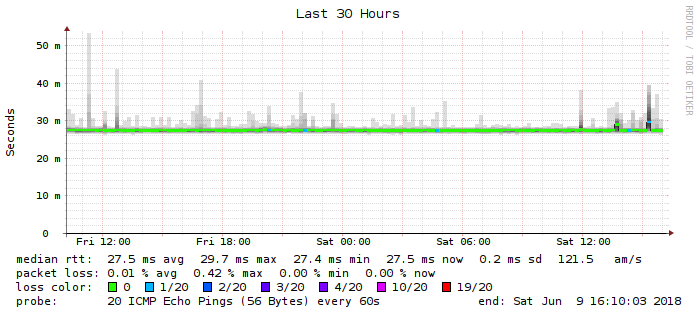 Last 30 Hours
RRDTOOL / TOBI OETIKER
Seconds
50 m
40 m
30 m
20 m
10 m
0
Fri 12:00 Fri 18:00 Sat 00:00 Sat 06:00 Sat 12:00
median rtt: 27.5 ms avg 29.7 ms max 27.4 ms min 27.5 ms now 0.2 ms sd 121.5 am/s
packet loss: 0.01 % avg 0.42 % max 0.00 % min 0.00 % now
loss color: 0 1/20 2/20 3/20 4/20 10/20 19/20
probe: 20 ICMP Echo Pings (56 Bytes) every 60s end: Sat Jun 9 16:10:03 2018